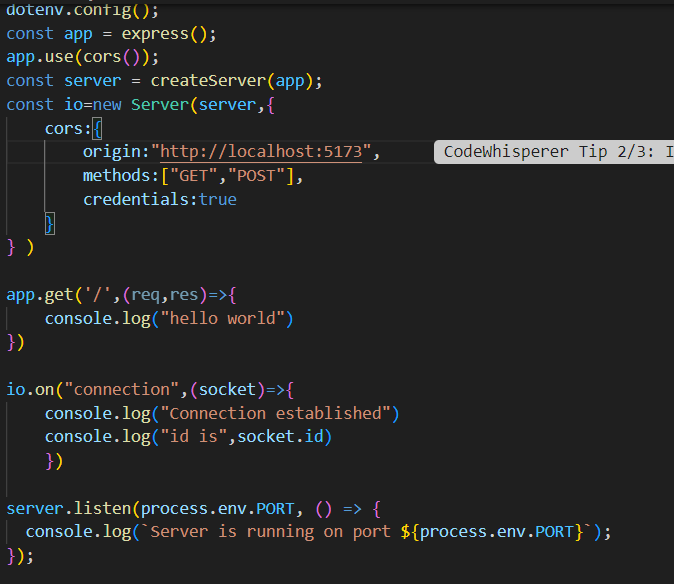 dotenv.config();
const app = express();
app.use(cors());
const server = createServer(app);
const io=new Server(server,{
    cors:{
        origin:"http://localhost:5173",    CodeWhisperer Tip 2/3: I
        methods:["GET","POST"],
        credentials:true
    }
} )
app.get('/',(req,res)=>{
    console.log("hello world")
})
io.on("connection",(socket)=>{
    console.log("Connection established")
    console.log("id is",socket.id)
    })
server.listen(process.env.PORT, () => {
  console.log(`Server is running on port ${process.env.PORT}`);
});